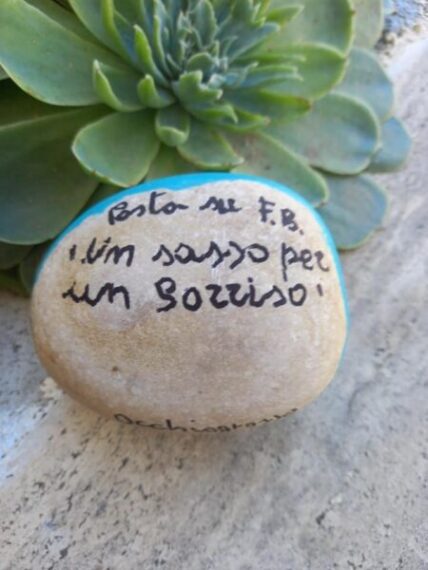 Posta su F.B.
"Un sasso per
un Sorriso"